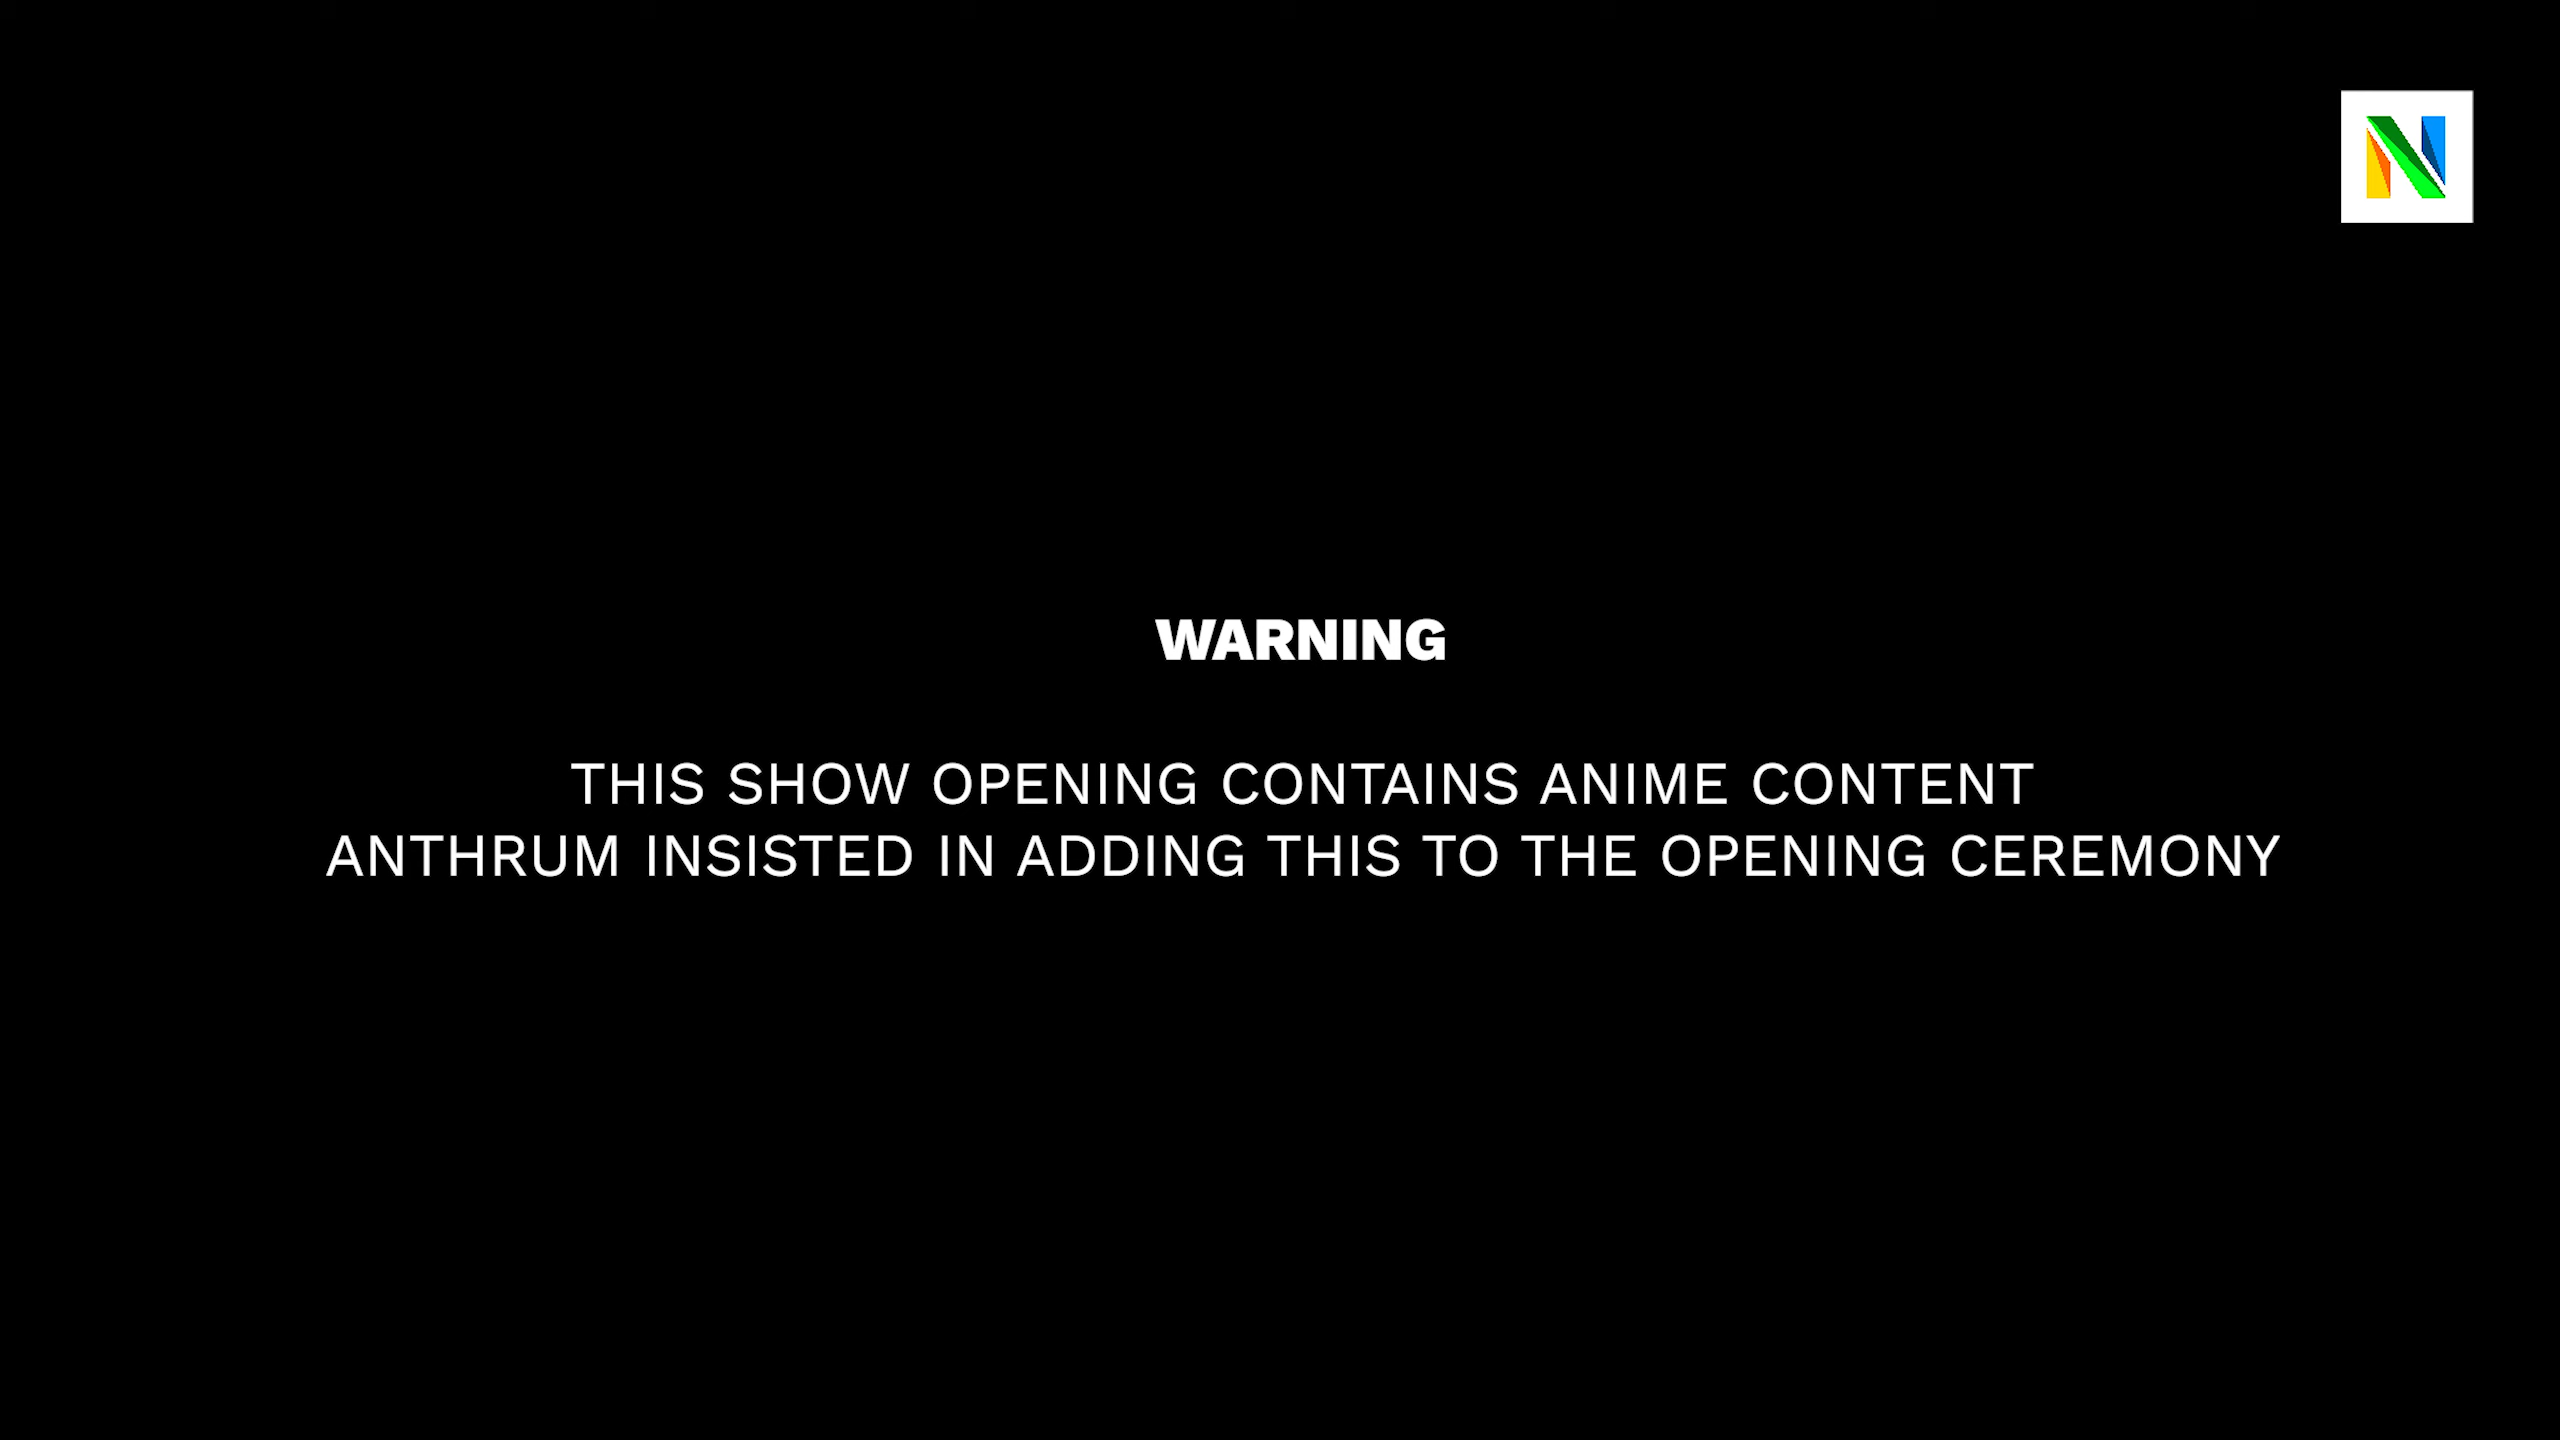 N
WARNING
THIS SHOW OPENING CONTAINS ANIME CONTENT
ANTHRUM INSISTED IN ADDING THIS TO THE OPENING CEREMONY